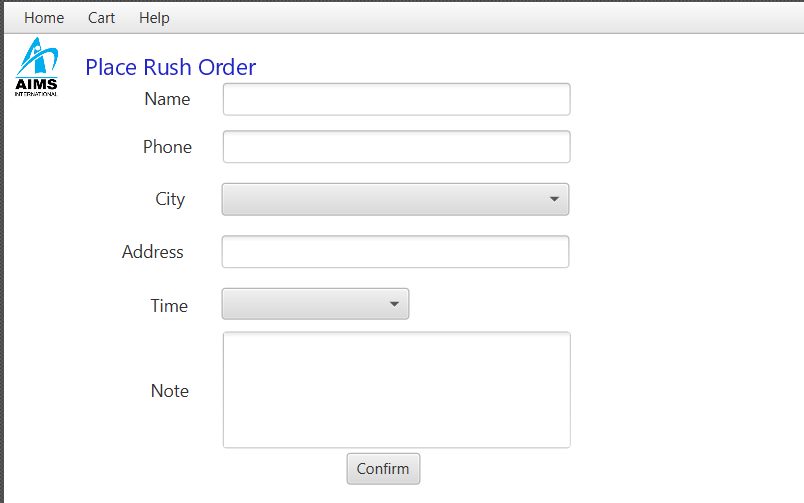 Home Cart Help
AIMS
INTERNATIONAL
Place Rush Order
Name
Phone
City
Address
Time
Note
Confirm